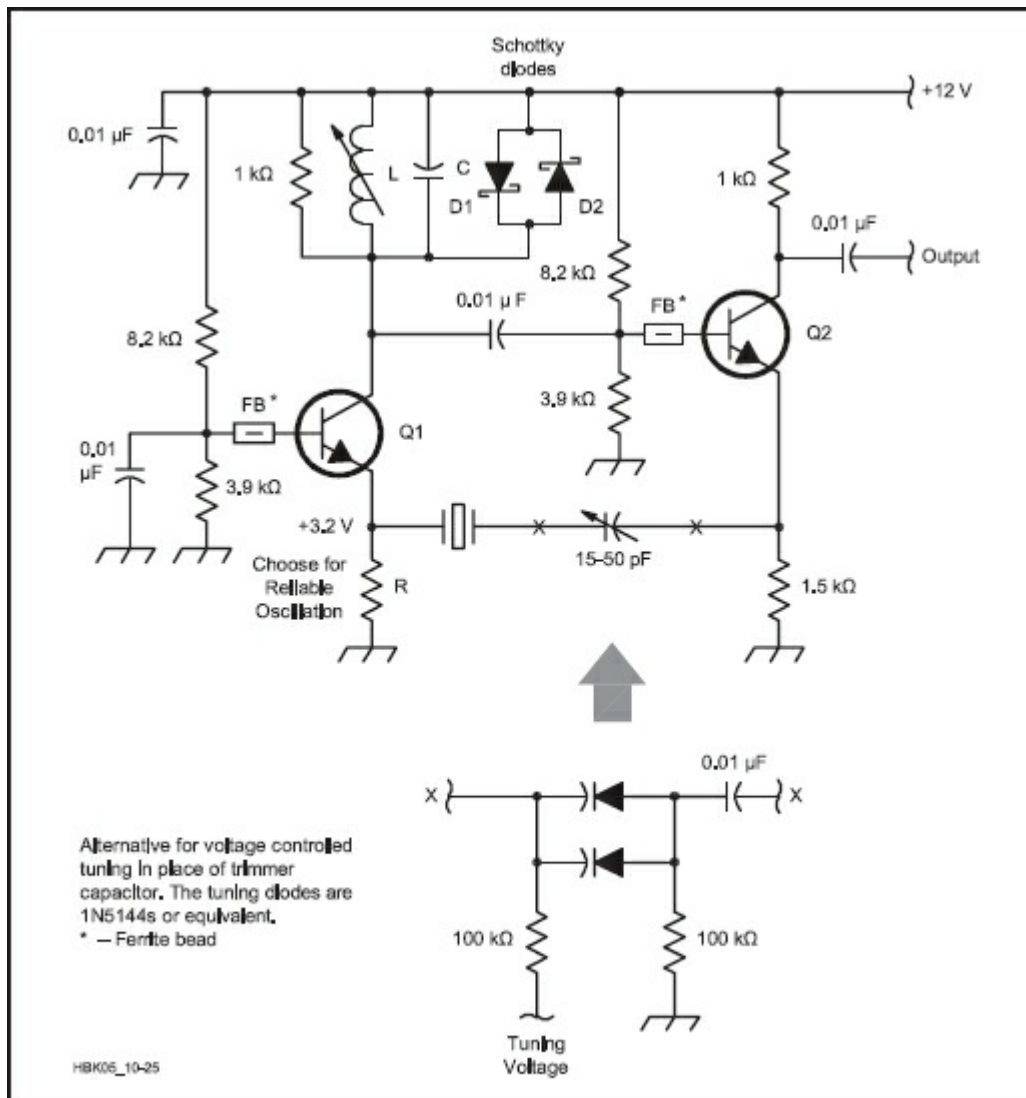 Schottky
diodes
+12 V
0.01 µF
1 kΩ
L
C
D1
D2
1 kΩ
0.01 µF
Output
8.2 kΩ
0.01 µ F
FB *
Q2
8.2 kΩ
FB *
Q1
3.9 kΩ
0.01
µF
3.9 kΩ
+3.2 V
X
X
15-50 pF
Choose for
Reliable
Oscillation
R
1.5 kΩ
0.01 µF
X
X
Alternative for voltage controlled
tuning in place of trimmer
capacitor. The tuning diodes are
1N5144s or equivalent.
* — Ferrite bead
100 kΩ
100 kΩ
Tuning
Voltage
HBK05_10-25